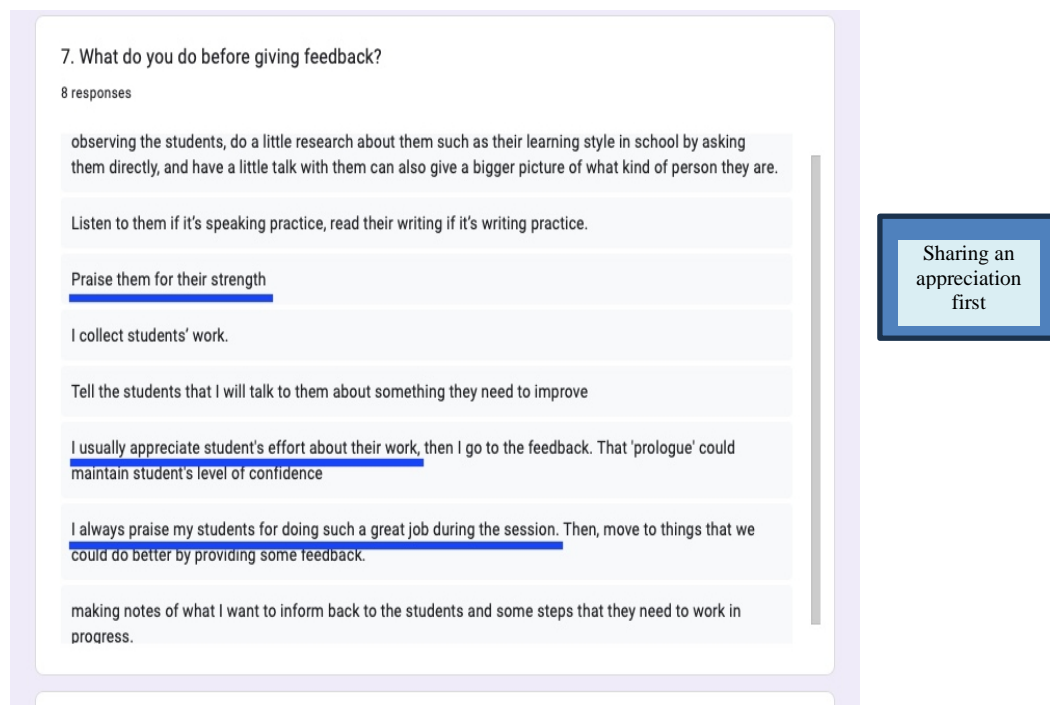 7. What do you do before giving feedback?
8 responses
observing the students, do a little research about them such as their learning style in school by asking
them directly, and have a little talk with them can also give a bigger picture of what kind of person they are.
Listen to them if it’s speaking practice, read their writing if it’s writing practice.
Praise them for their strength
I collect students’ work.
Tell the students that I will talk to them about something they need to improve
I usually appreciate student's effort about their work, then I go to the feedback. That 'prologue' could
maintain student's level of confidence
I always praise my students for doing such a great job during the session. Then, move to things that we
could do better by providing some feedback.
making notes of what I want to inform back to the students and some steps that they need to work in
progress.
Sharing an
appreciation
first